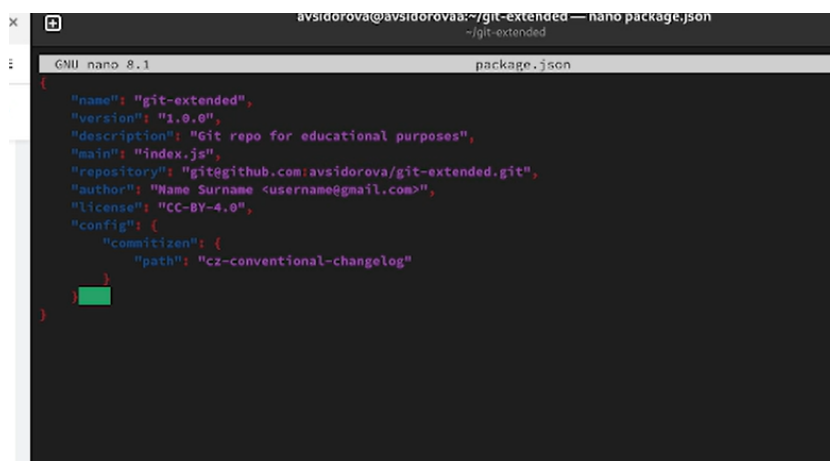 avsidorova@avsidorovaa:~/git-extended — nano package.json
~/git-extended
GNU nano 8.1 package.json
{
    "name": "git-extended",
    "version": "1.0.0",
    "description": "Git repo for educational purposes",
    "main": "index.js",
    "repository": "git@github.com:avsidorova/git-extended.git",
    "author": "Name Surname <username@gmail.com>",
    "license": "CC-BY-4.0",
    "config": {
        "commitizen": {
            "path": "cz-conventional-changelog"
        }
    }
}